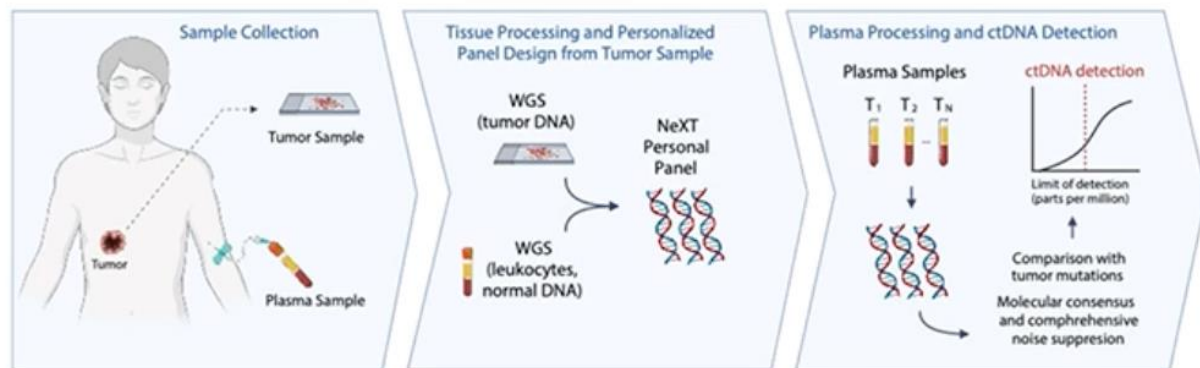 Sample Collection
Tumor Sample
Tumor
Plasma Sample
Tissue Processing and Personalized
Panel Design from Tumor Sample
WGS
(tumor DNA)
NeXT
Personal
Panel
WGS
(leukocytes,
normal DNA)
Plasma Processing and ctDNA Detection
Plasma Samples
T1 T2 TN
...
ctDNA detection
Limit of detection
(parts per million)
Comparison with
tumor mutations
Molecular consensus
and comphrehensive
noise suppresion